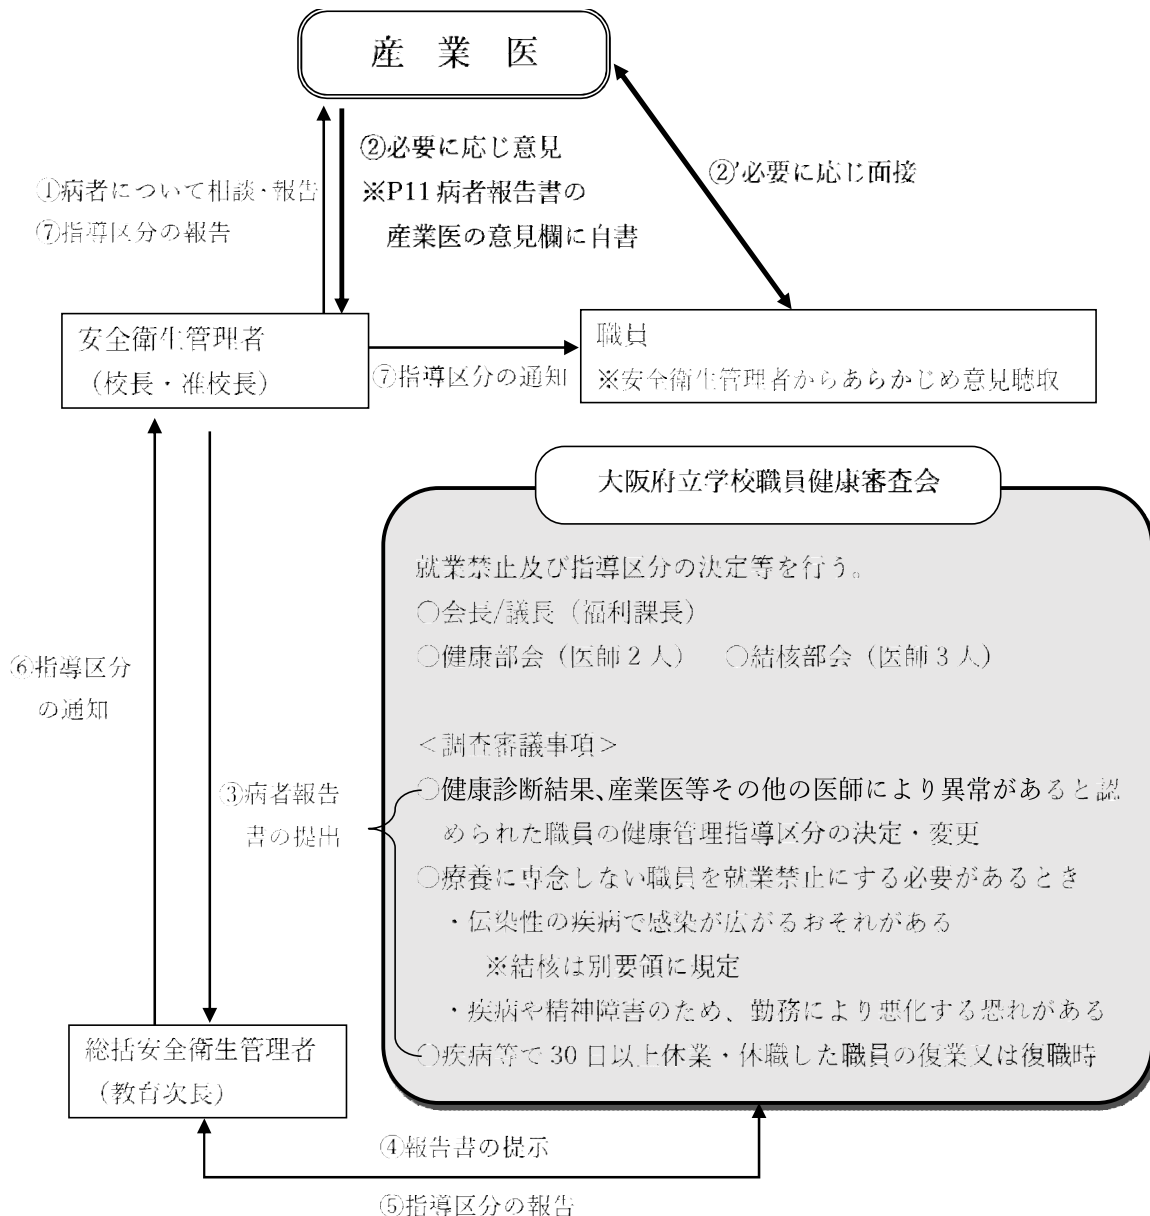 産業医
②必要に応じ意見
※P11 病者報告書の
産業医の意見欄に自書
②’必要に応じ面接
①病者について相談・報告
⑦指導区分の報告
安全衛生管理者
（校長・准校長）
⑦指導区分の通知
職員
※安全衛生管理者からあらかじめ意見聴取
大阪府立学校職員健康審査会
就業禁止及び指導区分の決定等を行う。
○会長/議長（福利課長）
○健康部会（医師２人）　○結核部会（医師３人）
＜調査審議事項＞
○健康診断結果、産業医等その他の医師により異常があると認
められた職員の健康管理指導区分の決定・変更
○療養に専念しない職員を就業禁止にする必要があるとき
・伝染性の疾病で感染が広がるおそれがある
※結核は別要領に規定
・疾病や精神障害のため、勤務により悪化する恐れがある
○疾病等で 30 日以上休業・休職した職員の復業又は復職時
⑥指導区分
の通知
③病者報告
書の提出
総括安全衛生管理者
（教育次長）
④報告書の提示
⑤指導区分の報告